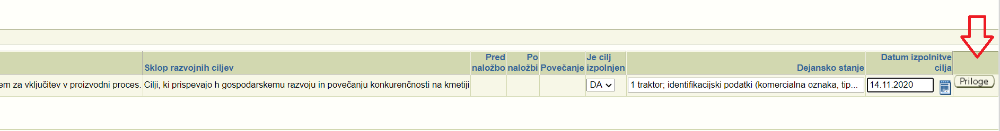 Sklop razvojnih ciljev
Pred naložbo
Po naložbi
Povečanje
Je cilj izpolnjen
Dejansko stanje
Datum izpolnitve cilja
em za vključitev v proizvodni proces.
Cilji, ki prispevajo h gospodarskemu razvoju in povečanju konkurenčnosti na kmetiji
DA
1 traktor; identifikacijski podatki (komercialna oznaka, tip...
14.11.2020
Priloge